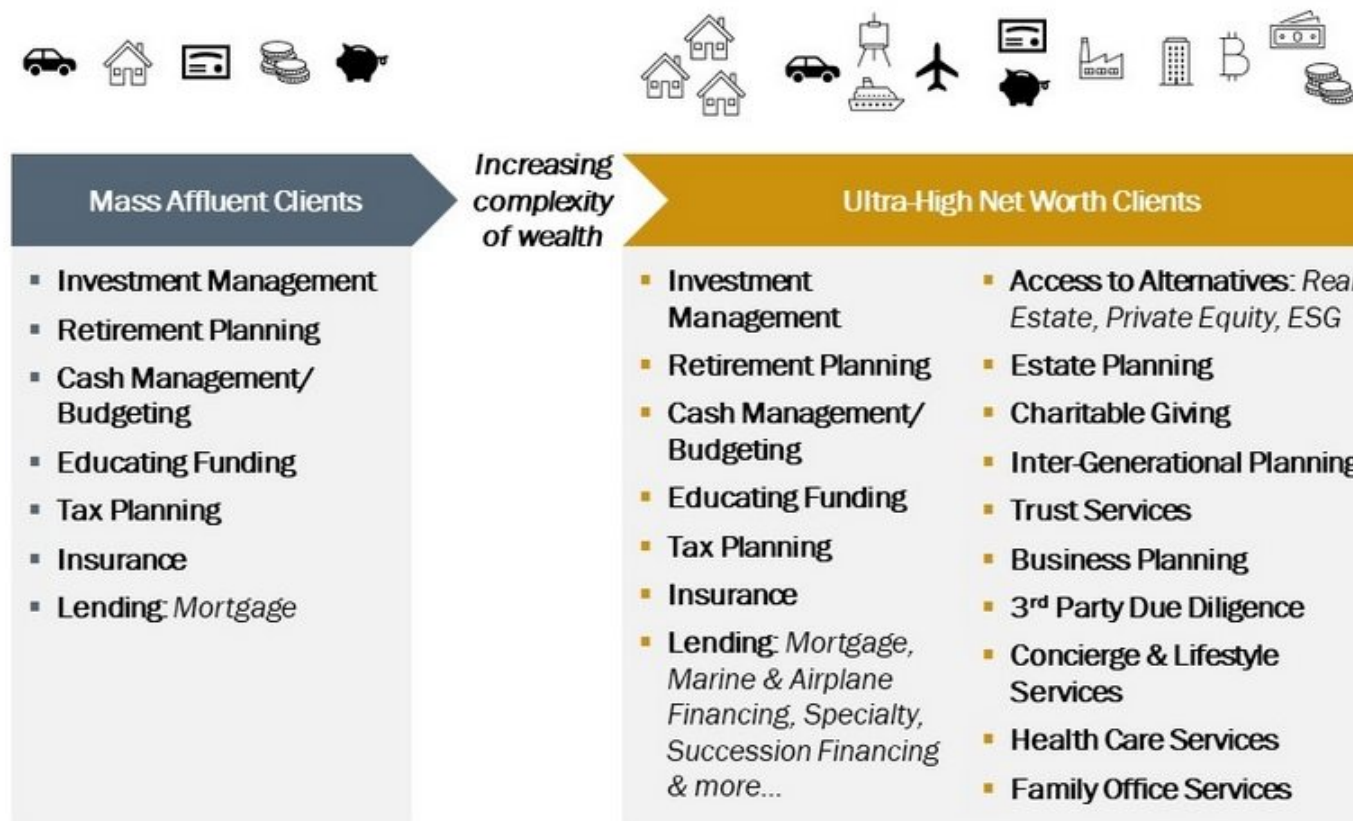 Mass Affluent Clients
Increasing
complexity
of wealth
Ultra-High Net Worth Clients
▪ Investment Management
▪ Retirement Planning
▪ Cash Management/
Budgeting
▪ Educating Funding
▪ Tax Planning
▪ Insurance
▪ Lending: Mortgage
▪ Investment
Management
▪ Retirement Planning
▪ Cash Management/
Budgeting
▪ Educating Funding
▪ Tax Planning
▪ Insurance
▪ Lending: Mortgage,
Marine & Airplane
Financing, Specialty,
Succession Financing
& more...
▪ Access to Alternatives: Real
Estate, Private Equity, ESG
▪ Estate Planning
▪ Charitable Giving
▪ Inter-Generational Planning
▪ Trust Services
▪ Business Planning
▪ 3rd Party Due Diligence
▪ Concierge & Lifestyle
Services
▪ Health Care Services
▪ Family Office Services